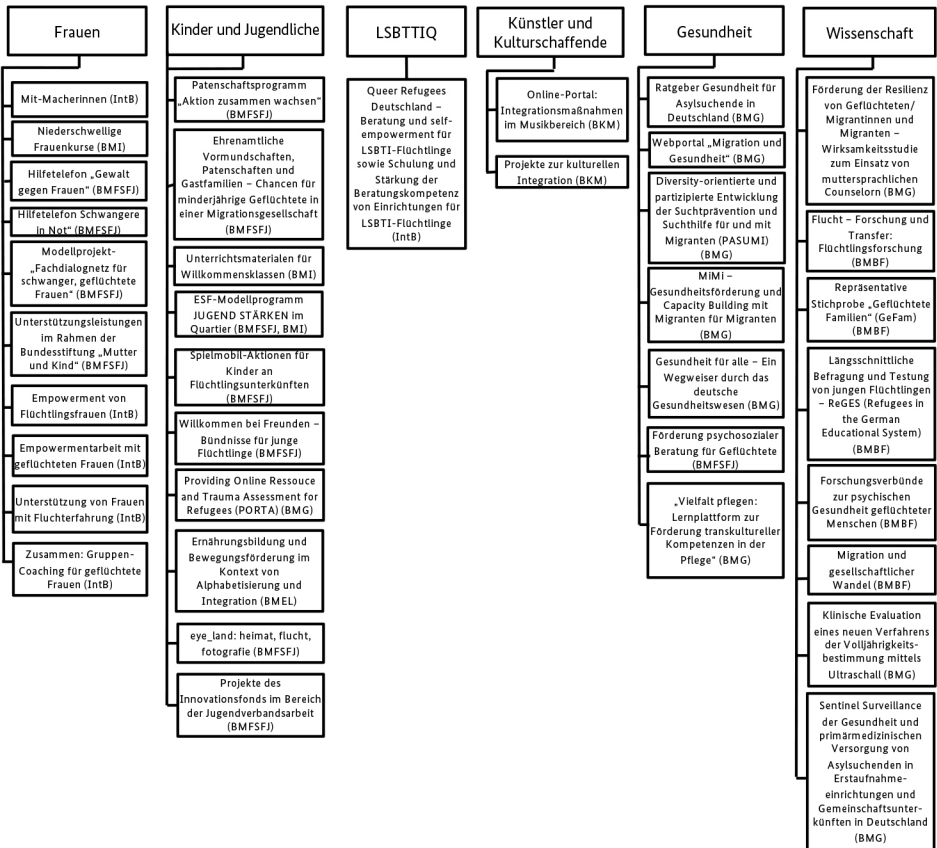 Frauen
Mit-Macherinnen (IntB)
Niederschwellige
Frauenkurse (BMI)
Hilfetelefon „Gewalt
gegen Frauen“ (BMFSFJ)
Hilfetelefon Schwangere
in Not“ (BMFSFJ)
Modellprojekt-
„Fachdialognetz für
schwanger, geflüchtete
Frauen“ (BMFSFJ)
Unterstützungsleistungen
im Rahmen der
Bundesstiftung „Mutter
und Kind“ (BMFSFJ)
Empowerment von
Flüchtlingsfrauen (IntB)
Empowermentarbeit mit
geflüchteten Frauen (IntB)
Unterstützung von Frauen
mit Fluchterfahrung (IntB)
Zusammen: Gruppen-
Coaching für geflüchtete
Frauen (IntB)
Kinder und Jugendliche
Patenschaftsprogramm
„Aktion zusammen wachsen“
(BMFSFJ)
Ehrenamtliche
Vormundschaften,
Patenschaften und
Gastfamilien – Chancen für
minderjährige Geflüchtete in
einer Migrationsgesellschaft
(BMFSFJ)
Unterrichtsmaterialen für
Willkommensklassen (BMI)
ESF-Modellprogramm
JUGEND STÄRKEN im
Quartier (BMFSFJ, BMI)
Spielmobil-Aktionen für
Kinder an
Flüchtlingsunterkünften
(BMFSFJ)
Willkommen bei Freunden –
Bündnisse für junge
Flüchtlinge (BMFSFJ)
Providing Online Ressouce
and Trauma Assessment for
Refugees (PORTA) (BMG)
Ernährungsbildung und
Bewegungsförderung im
Kontext von
Alphabetisierung und
Integration (BMEL)
eye_land: heimat, flucht,
fotografie (BMFSFJ)
Projekte des
Innovationsfonds im Bereich
der Jugendverbandsarbeit
(BMFSFJ)
LSBTTIQ
Queer Refugees
Deutschland –
Beratung und self-
empowerment für
LSBTI-Flüchtlinge
sowie Schulung und
Stärkung der
Beratungskompetenz
von Einrichtungen für
LSBTI-Flüchtlinge
(IntB)
Künstler und
Kulturschaffende
Online-Portal:
Integrationsmaßnahmen
im Musikbereich (BKM)
Projekte zur kulturellen
Integration (BKM)
Gesundheit
Ratgeber Gesundheit für
Asylsuchende in
Deutschland (BMG)
Webportal „Migration und
Gesundheit“ (BMG)
Diversity-orientierte und
partizipierte Entwicklung
der Suchtprävention und
Suchthilfe für und mit
Migranten (PASUMI)
(BMG)
MiMi –
Gesundheitsförderung und
Capacity Building mit
Migranten für Migranten
(BMG)
Gesundheit für alle – Ein
Wegweiser durch das
deutsche
Gesundheitswesen (BMG)
Förderung psychosozialer
Beratung für Geflüchtete
(BMFSFJ)
„Vielfalt pflegen:
Lernplattform zur
Förderung transkultureller
Kompetenzen in der
Pflege“ (BMG)
Wissenschaft
Förderung der Resilienz
von Geflüchteten/
Migrantinnen und
Migranten –
Wirksamkeitsstudie
zum Einsatz von
muttersprachlichen
Counselorn (BMG)
Flucht – Forschung und
Transfer:
Flüchtlingsforschung
(BMBF)
Repräsentative
Stichprobe „Geflüchtete
Familien“ (GeFam)
(BMBF)
Längsschnittliche
Befragung und Testung
von jungen Flüchtlingen
– ReGES (Refugees in
the German
Educational System)
(BMBF)
Forschungsverbünde
zur psychischen
Gesundheit geflüchteter
Menschen (BMBF)
Migration und
gesellschaftlicher
Wandel (BMBF)
Klinische Evaluation
eines neuen Verfahrens
der Volljährigkeits-
bestimmung mittels
Ultraschall (BMG)
Sentinel Surveillance
der Gesundheit und
primärmedizinischen
Versorgung von
Asylsuchenden in
Erstaufnahme-
einrichtungen und
Gemeinschaftsunter-
künften in Deutschland
(BMG)